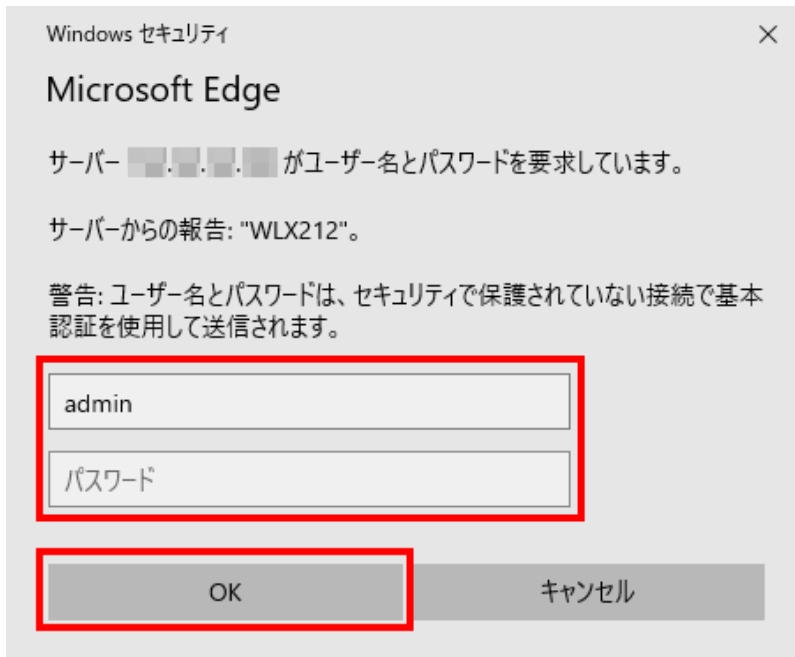 Windows セキュリティ
Microsoft Edge
サーバー . . . がユーザー名とパスワードを要求しています。
サーバーからの報告: "WLX212"。
警告: ユーザー名とパスワードは、セキュリティで保護されていない接続で基本
認証を使用して送信されます。
admin
パスワード
OK
キャンセル